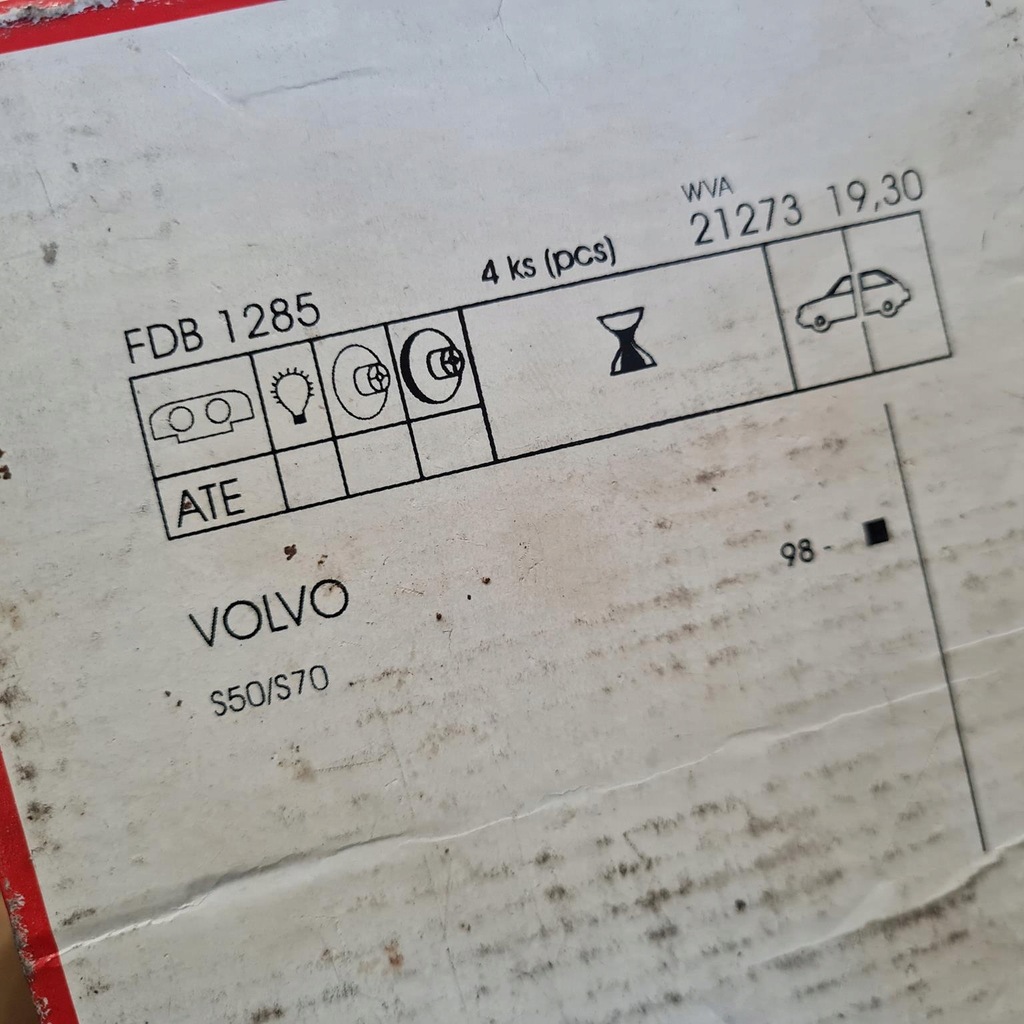 WVA
FDB 1285 4 ks (pcs) 21273 19,30
ATE
98 -
VOLVO
S50/S70